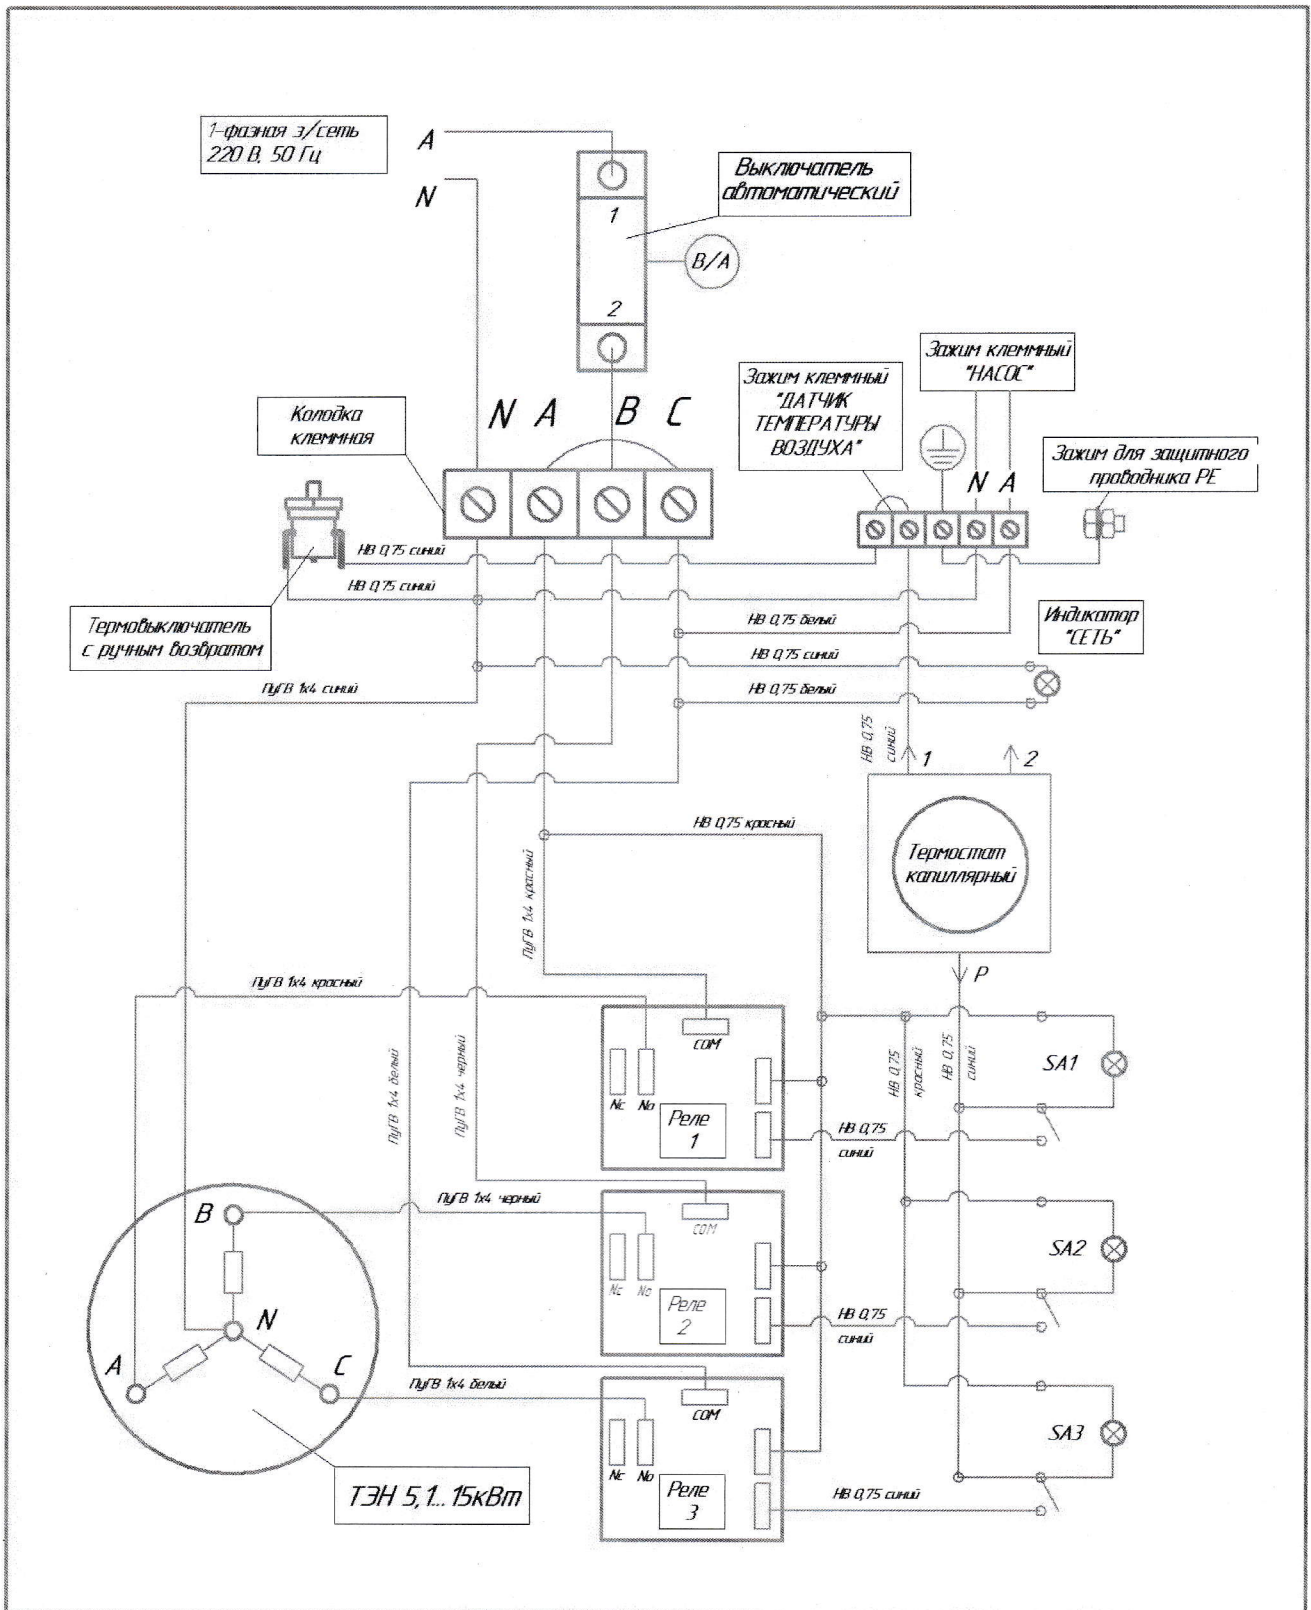 1-фазная э/сеть
220 В, 50 Гц
A
N
Выключатель
автоматический
1
B/A
2
Зажим клеммный
"НАСОС"
Зажим клеммный
"ДАТЧИК
ТЕМПЕРАТУРЫ
ВОЗДУХА"
Колодка
клеммная
N A B C
Зажим для защитного
проводника PE
N A
НВ 0,75 синий
НВ 0,75 синий
Термовыключатель
с ручным возвратом
НВ 0,75 белый
Индикатор
"СЕТЬ"
НВ 0,75 синий
ПуГВ 1х4 синий
НВ 0,75 белый
НВ 0,75
синий
1
2
НВ 0,75 красный
Термостат
капиллярный
ПуГВ 1х4 красный
P
ПуГВ 1х4 красный
COM
НВ 0,75
красный
НВ 0,75
синий
SA1
ПуГВ 1х4 белый
ПуГВ 1х4 черный
Nc
No
Реле
1
НВ 0,75
синий
B
ПуГВ 1х4 черный
COM
SA2
Nc
No
Реле
2
НВ 0,75
синий
N
A
C
ПуГВ 1х4 белый
COM
SA3
Nc
No
Реле
3
НВ 0,75 синий
ТЭН 5,1... 15кВт